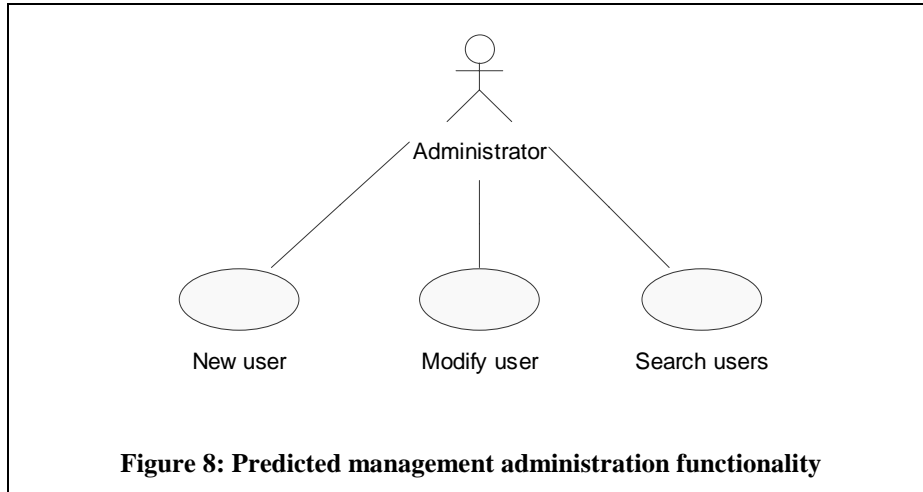 Administrator
New user Modify user Search users
Figure 8: Predicted management administration functionality